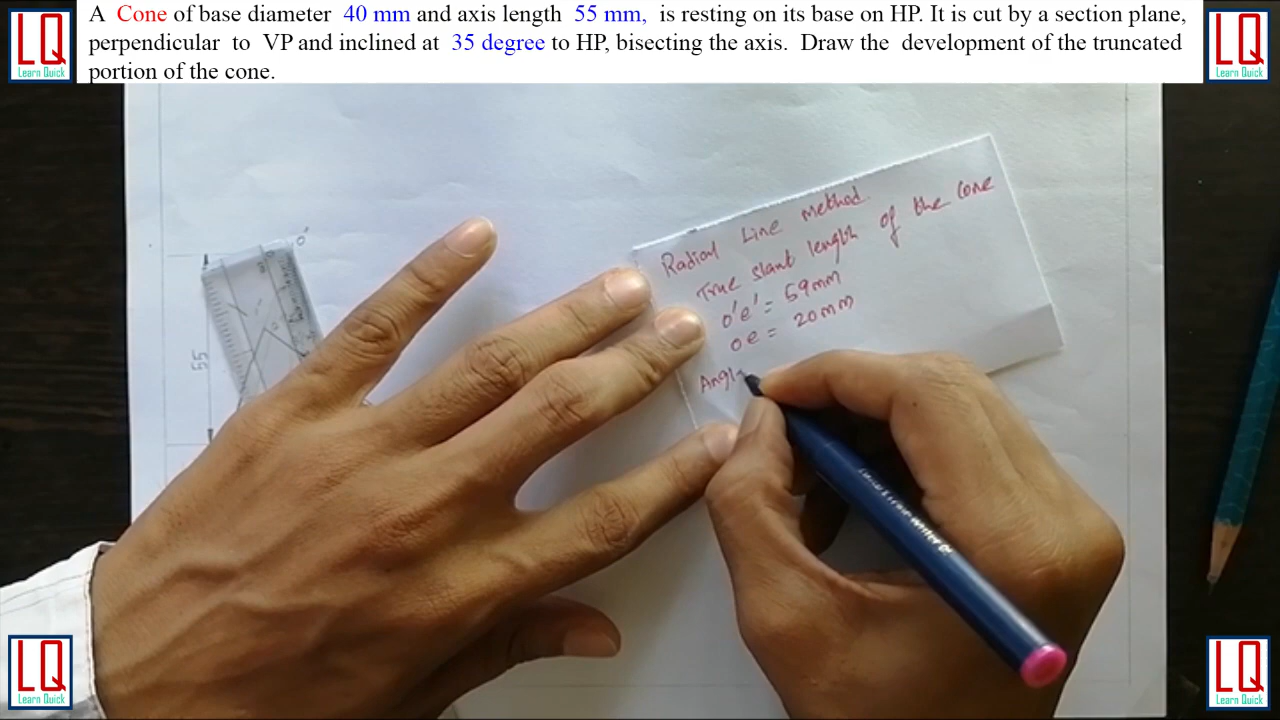 A Cone of base diameter 40 mm and axis length 55 mm, is resting on its base on HP. It is cut by a section plane,
perpendicular to VP and inclined at 35 degree to HP, bisecting the axis. Draw the development of the truncated
portion of the cone.
LQ
Learn Quick
LQ
Learn Quick
Radial Line method
True slant length of the cone
o'e' = 59mm
oe = 20mm
Angl
55
o'
LQ
Learn Quick
LQ
Learn Quick